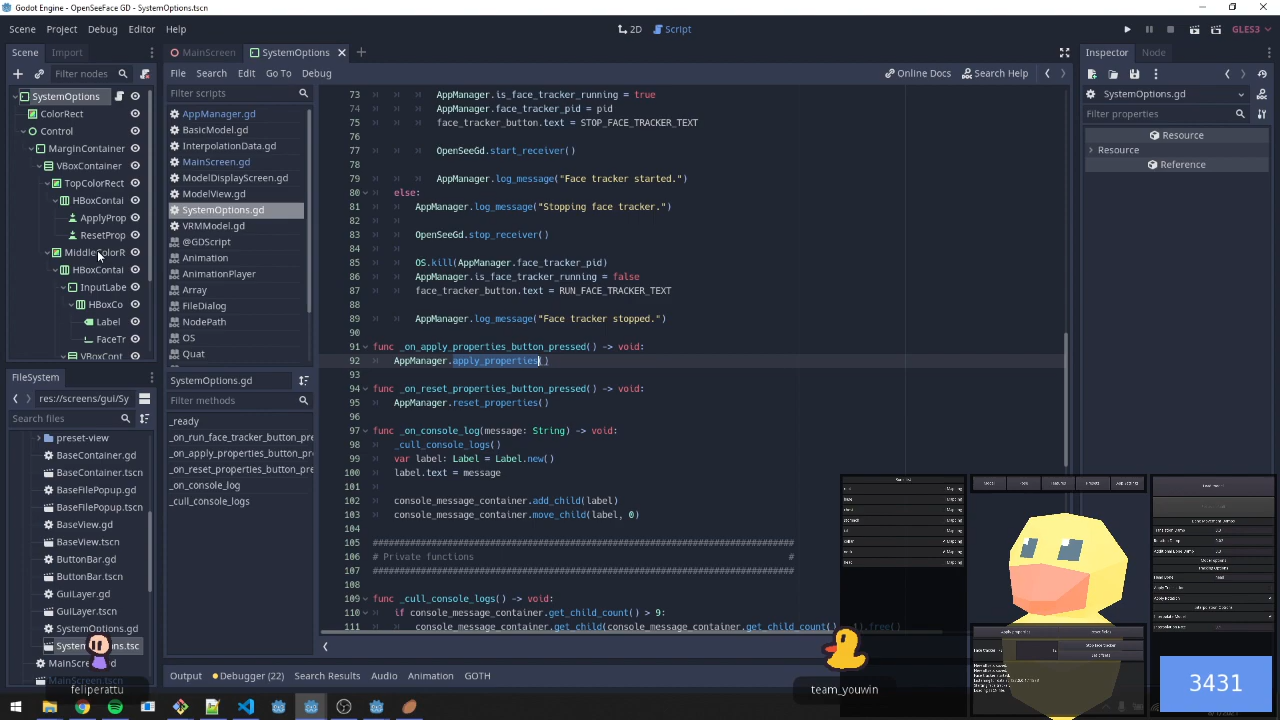 Godot Engine - OpenSeeFace GD - SystemOptions.tscn
Scene Project Debug Editor Help
2D Script
GLES3
Scene Import
MainScreen SystemOptions
Inspector Node
Filter nodes
File Search Edit Go To Debug
Online Docs Search Help
SystemOptions
ColorRect
Control
MarginContainer
VBoxContainer
TopColorRect
HBoxContai
ApplyProp
ResetProp
MiddleColorR
HBoxContai
InputLabe
HBoxCo
Label
FaceTr
VBoxCont
FileSystem
res://screens/gui/Sy
Search files
preset-view
BaseContainer.gd
BaseContainer.tscn
BaseFilePopup.gd
BaseFilePopup.tscn
BaseView.gd
BaseView.tscn
ButtonBar.gd
ButtonBar.tscn
GuiLayer.gd
GuiLayer.tscn
SystemOptions.gd
Filter scripts
AppManager.gd
BasicModel.gd
InterpolationData.gd
MainScreen.gd
ModelDisplayScreen.gd
ModelView.gd
SystemOptions.gd
VRMModel.gd
@GDScript
Animation
AnimationPlayer
Array
FileDialog
NodePath
OS
Quat
SystemOptions.gd
Filter methods
_ready
_on_run_face_tracker_button_pre
_on_apply_properties_button_pre
_on_reset_properties_button_pre
_on_console_log
_cull_console_logs
73 AppManager.is_face_tracker_running = true
74 AppManager.face_tracker_pid = pid
75 face_tracker_button.text = STOP_FACE_TRACKER_TEXT
76
77 OpenSeeGd.start_receiver()
78
79 AppManager.log_message("Face tracker started.")
80 else:
81 AppManager.log_message("Stopping face tracker.")
82
83 OpenSeeGd.stop_receiver()
84
85 OS.kill(AppManager.face_tracker_pid)
86 AppManager.is_face_tracker_running = false
87 face_tracker_button.text = RUN_FACE_TRACKER_TEXT
88
89 AppManager.log_message("Face tracker stopped.")
90
91 func _on_apply_properties_button_pressed() -> void:
92 AppManager.apply_properties()
93
94 func _on_reset_properties_button_pressed() -> void:
95 AppManager.reset_properties()
96
97 func _on_console_log(message: String) -> void:
98 _cull_console_logs()
99 var label: Label = Label.new()
100 label.text = message
101
102 console_message_container.add_child(label)
103 console_message_container.move_child(label, 0)
104
105 ################################################################################
106 # Private functions #
107 ################################################################################
108
109 func _cull_console_logs() -> void:
110 if console_message_container.get_child_count() > 9:
111 console_message_container.get_child(console_message_container.get_child_count()
Output Debugger (22) Search Results Audio Animation GOTH
SystemOptions.gd
Filter properties
Resource
Resource
Reference
feliperattu
team_youwin
3431